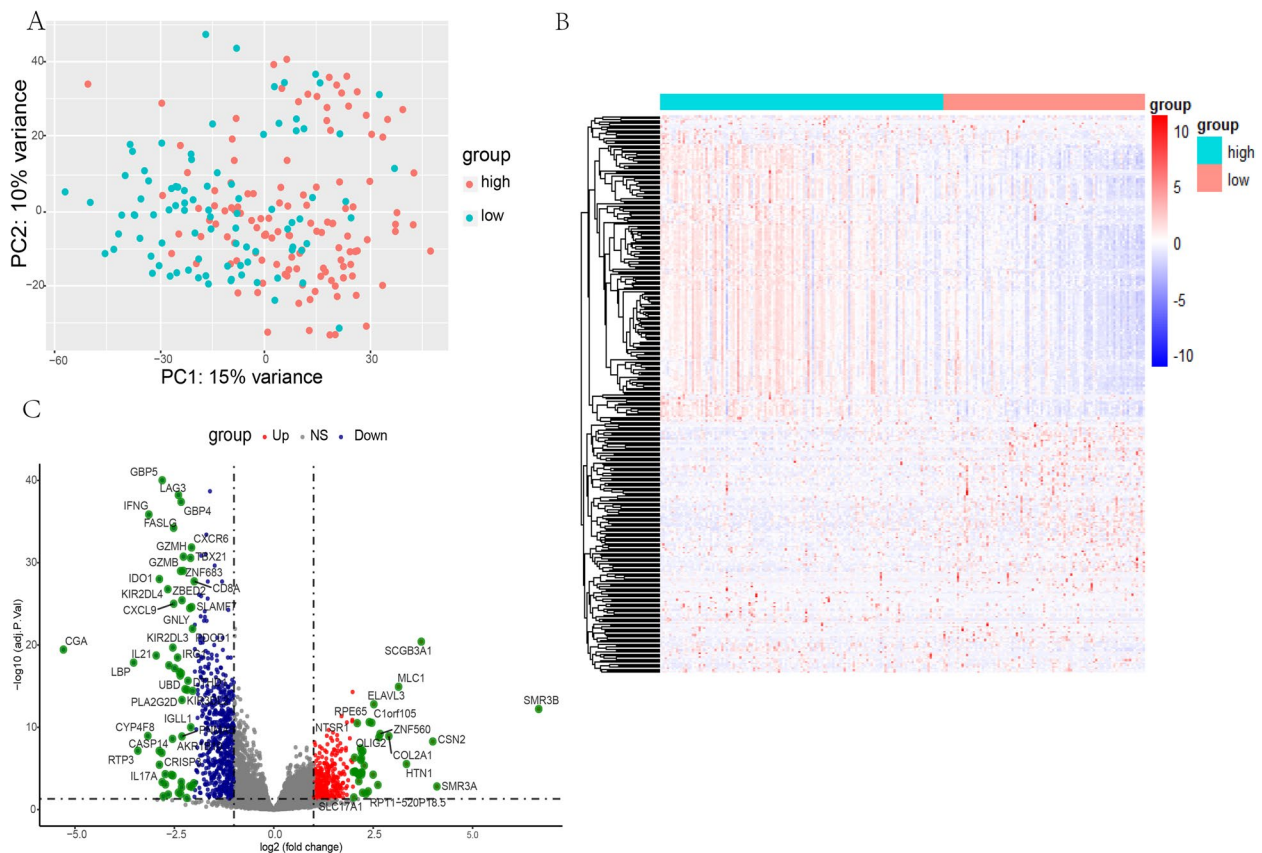 A
PC2: 10% variance
40
20
0
−20
−60
−30
0
30
PC1: 15% variance
group
high
low
B
group
10
5
0
-5
-10
group
high
low
C
group
Up
NS
Down
−log10 (adj.P.Val)
40
30
20
10
0
−5.0
−2.5
0.0
2.5
5.0
log2 (fold change)
GBP5
LAG3
GBP4
IFNG
FASLG
CXCR6
GZMH
TBX21
GZMB
ZNF683
IDO1
CD8A
ZBED2
KIR2DL4
CXCL9
SLAMF7
GNLY
CGA
KIR2DL3
PDCD1
IL21
LBP
UBD
PLA2G2D
IGLL1
CYP4F8
CASP14
RTP3
IL17A
SCGB3A1
MLC1
SMR3B
ELAVL3
RPE65
C1orf105
NTSR1
ZNF560
CSN2
OLIG2
COL2A1
HTN1
SMR3A
SLC17A1
RPT1−520P18.5